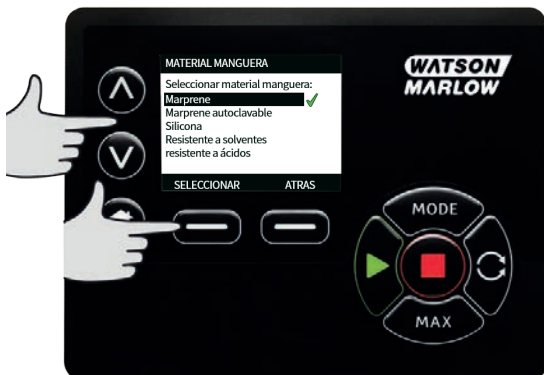 MATERIAL MANGUERA
WATSON
MARLOW
Seleccionar material manguera:
Marprene
Marprene autoclavable
Silicona
Resistente a solventes
resistente a ácidos
SELECCIONAR ATRAS
MODE
MAX